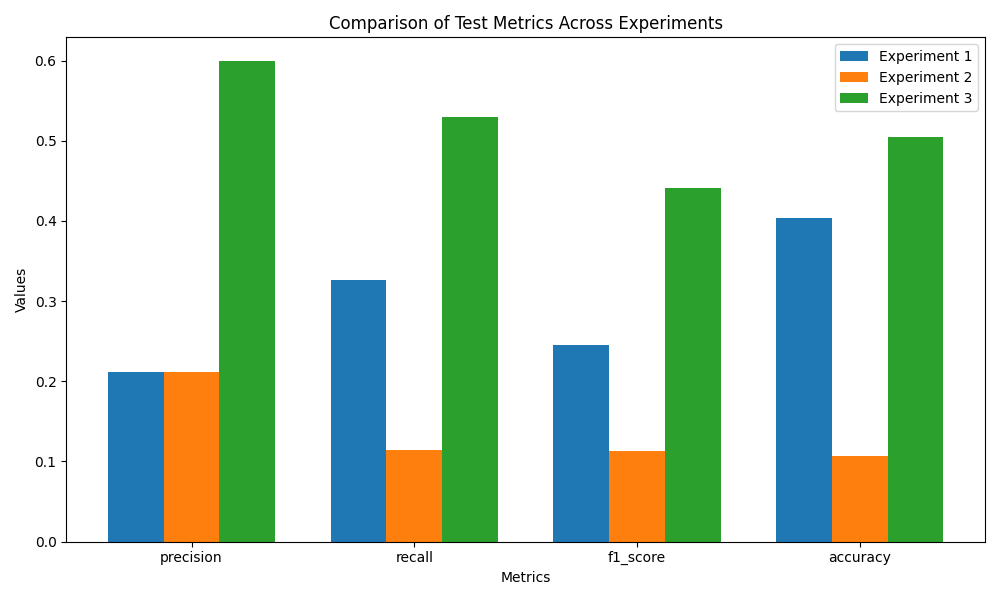 Comparison of Test Metrics Across Experiments
Experiment 1
Experiment 2
Experiment 3
Values
0.6
0.5
0.4
0.3
0.2
0.1
0.0
precision recall f1_score accuracy
Metrics